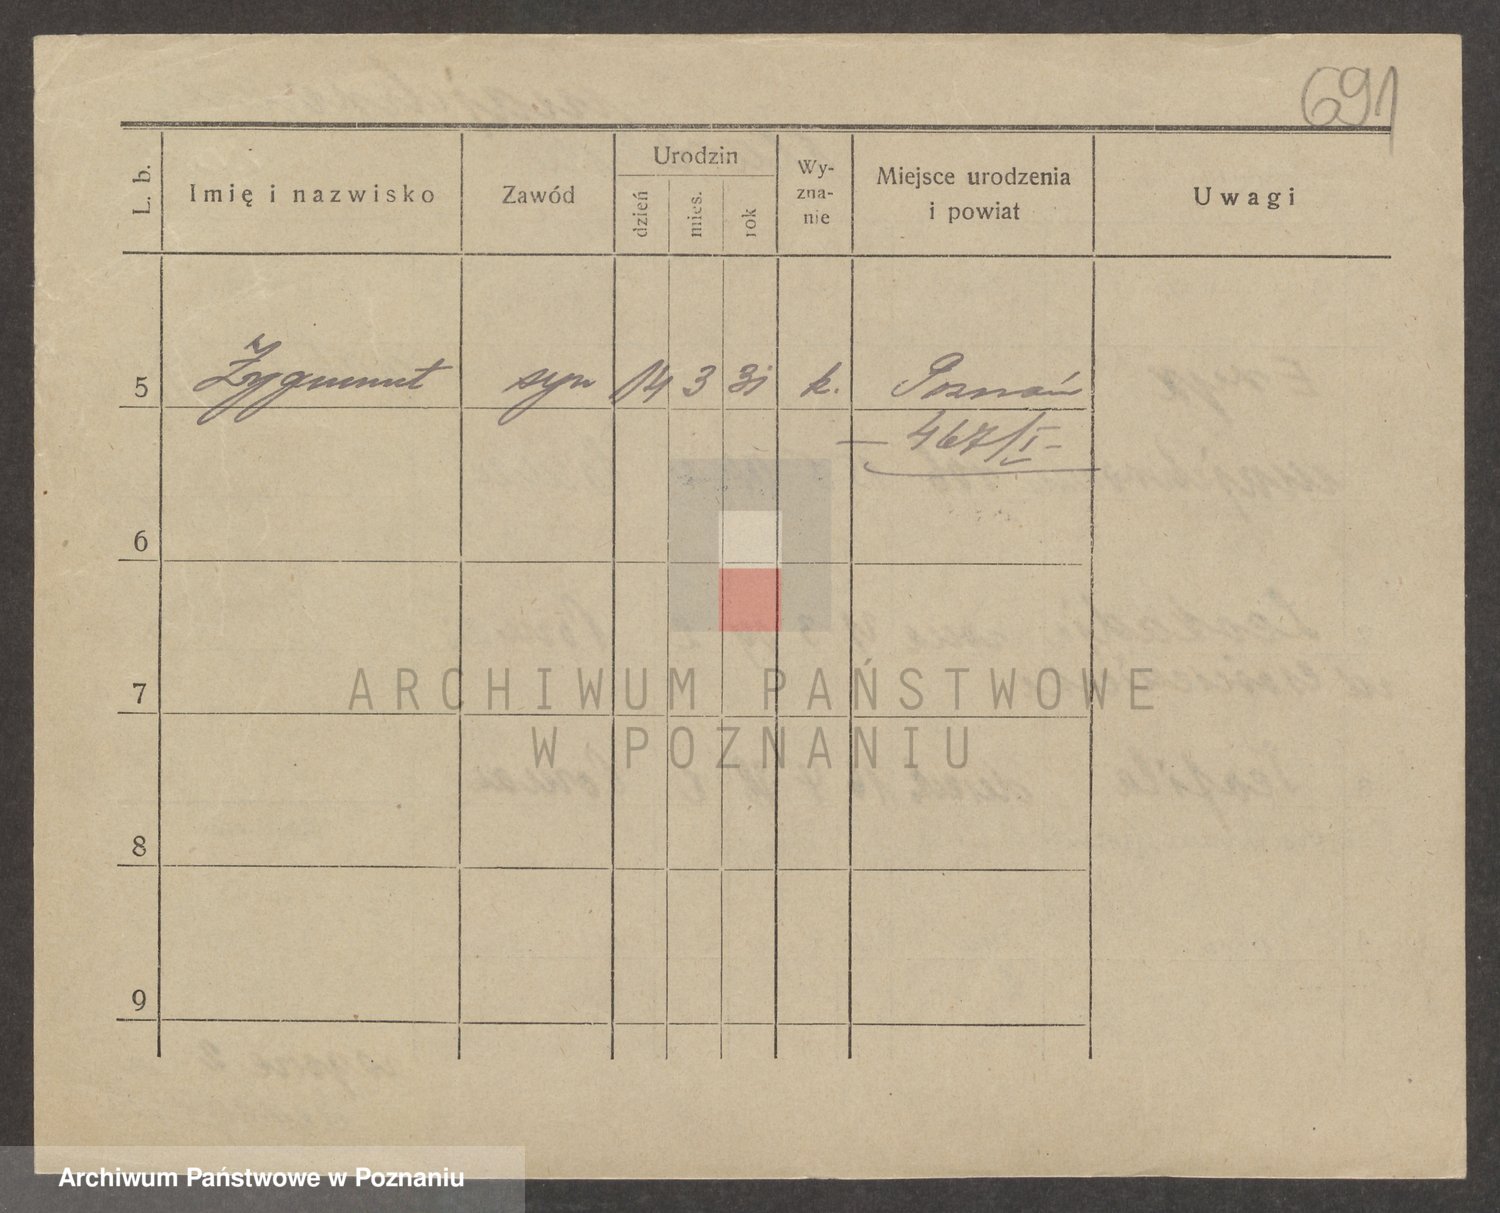 691
L. b. Imię i nazwisko Zawód Urodzin dzień mies. rok Wy-zna-nie Miejsce urodzenia i powiat Uwagi
5 Zygmunt syn 14 3 31 k. Poznań
467/I
6
7
8
9
ARCHIWUM PAŃSTWOWE
W POZNANIU
Archiwum Państwowe w Poznaniu